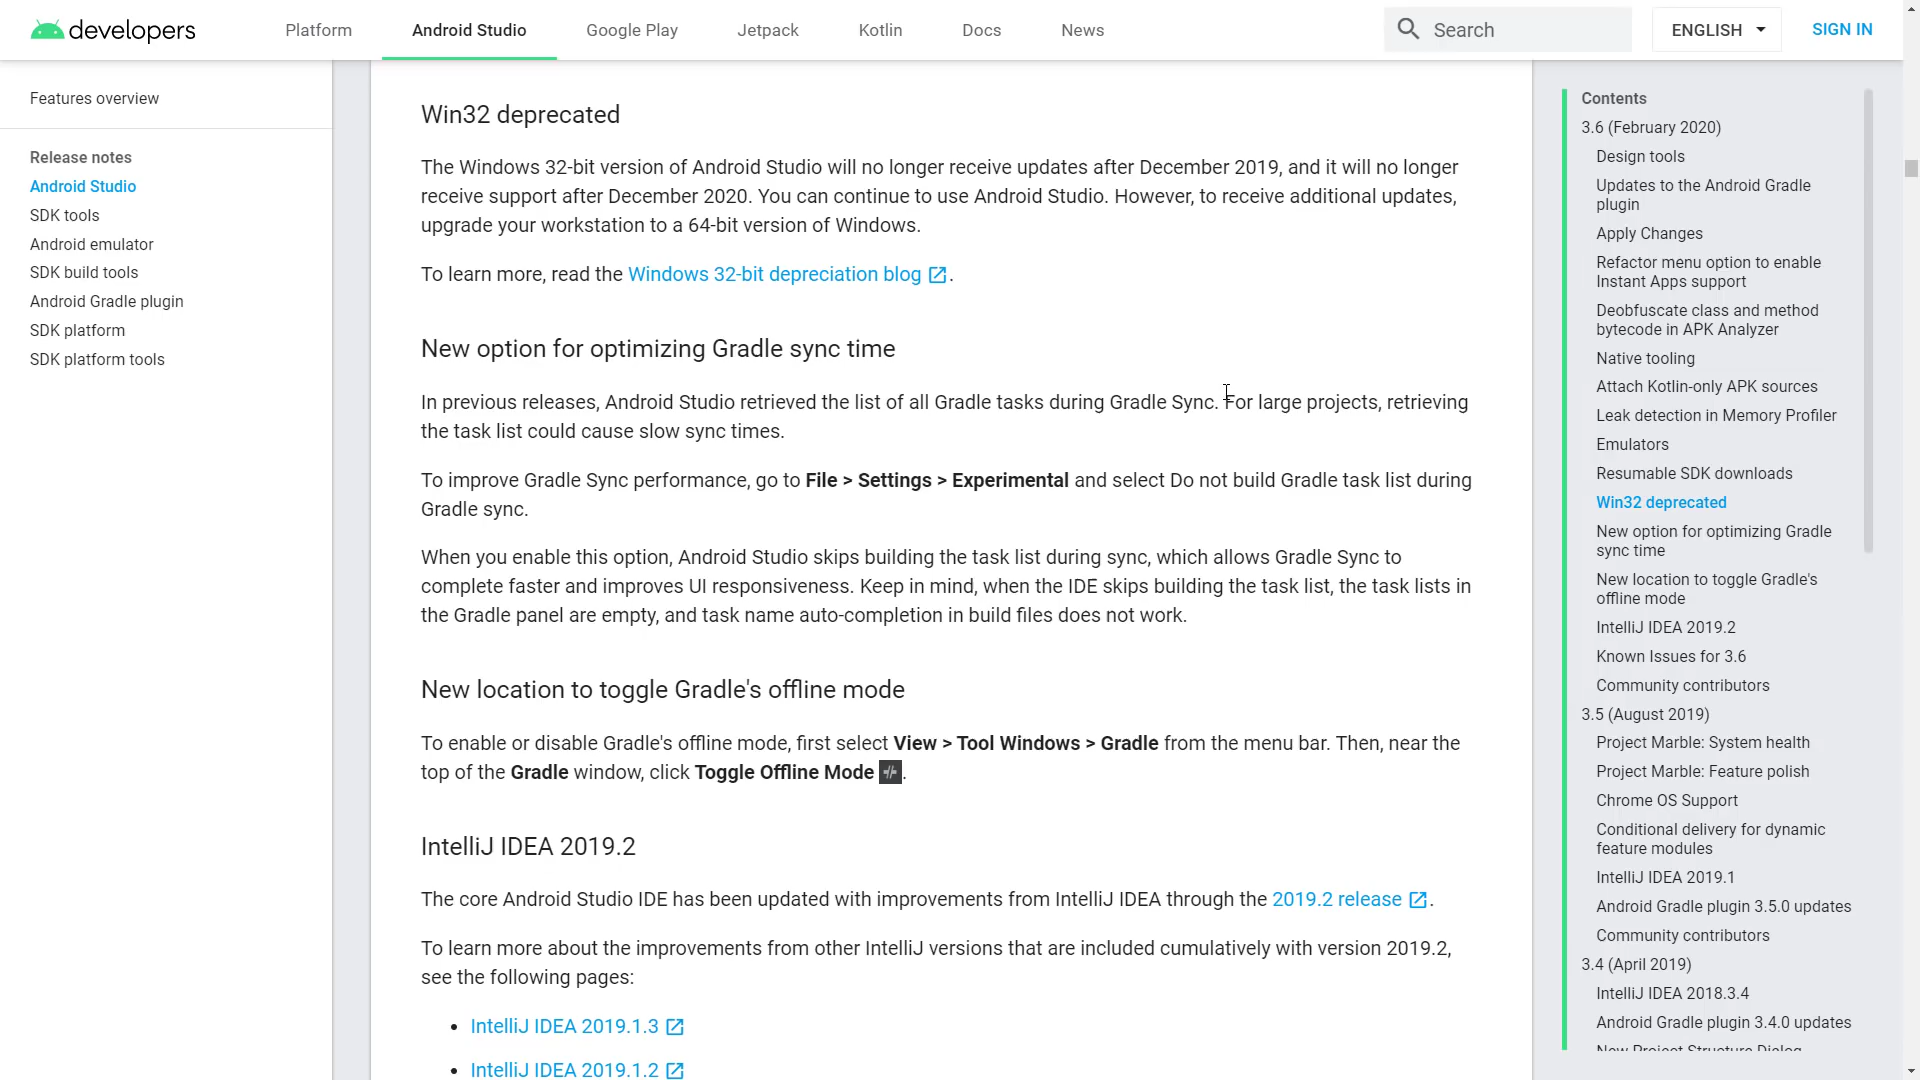 developers
Platform
Android Studio
Google Play
Jetpack
Kotlin
Docs
News
Search
ENGLISH
SIGN IN
Features overview
Release notes
Android Studio
SDK tools
Android emulator
SDK build tools
Android Gradle plugin
SDK platform
SDK platform tools
Win32 deprecated
The Windows 32-bit version of Android Studio will no longer receive updates after December 2019, and it will no longer
receive support after December 2020. You can continue to use Android Studio. However, to receive additional updates,
upgrade your workstation to a 64-bit version of Windows.
To learn more, read the Windows 32-bit depreciation blog.
New option for optimizing Gradle sync time
In previous releases, Android Studio retrieved the list of all Gradle tasks during Gradle Sync. For large projects, retrieving
the task list could cause slow sync times.
To improve Gradle Sync performance, go to File > Settings > Experimental and select Do not build Gradle task list during
Gradle sync.
When you enable this option, Android Studio skips building the task list during sync, which allows Gradle Sync to
complete faster and improves UI responsiveness. Keep in mind, when the IDE skips building the task list, the task lists in
the Gradle panel are empty, and task name auto-completion in build files does not work.
New location to toggle Gradle's offline mode
To enable or disable Gradle's offline mode, first select View > Tool Windows > Gradle from the menu bar. Then, near the
top of the Gradle window, click Toggle Offline Mode.
IntelliJ IDEA 2019.2
The core Android Studio IDE has been updated with improvements from IntelliJ IDEA through the 2019.2 release.
To learn more about the improvements from other IntelliJ versions that are included cumulatively with version 2019.2,
see the following pages:
• IntelliJ IDEA 2019.1.3
• IntelliJ IDEA 2019.1.2
Contents
3.6 (February 2020)
Design tools
Updates to the Android Gradle
plugin
Apply Changes
Refactor menu option to enable
Instant Apps support
Deobfuscate class and method
bytecode in APK Analyzer
Native tooling
Attach Kotlin-only APK sources
Leak detection in Memory Profiler
Emulators
Resumable SDK downloads
Win32 deprecated
New option for optimizing Gradle
sync time
New location to toggle Gradle's
offline mode
IntelliJ IDEA 2019.2
Known Issues for 3.6
Community contributors
3.5 (August 2019)
Project Marble: System health
Project Marble: Feature polish
Chrome OS Support
Conditional delivery for dynamic
feature modules
IntelliJ IDEA 2019.1
Android Gradle plugin 3.5.0 updates
Community contributors
3.4 (April 2019)
IntelliJ IDEA 2018.3.4
Android Gradle plugin 3.4.0 updates
New Project Structure Dialog